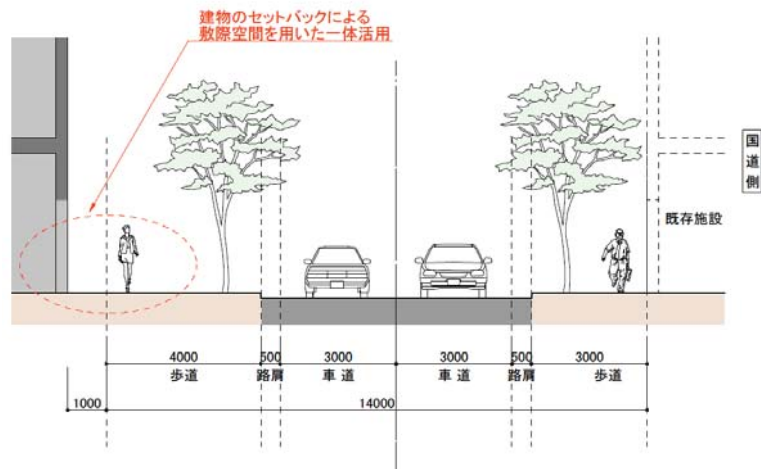 建物のセットバックによる
敷際空間を用いた一体活用
国道側
既存施設
4000 500 3000 3000 500 3000
歩道 路肩 車道 車道 路肩 歩道
1000 14000